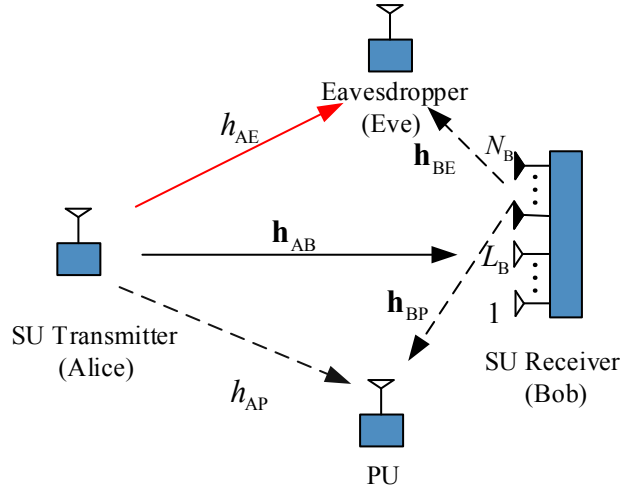 Eavesdropper
(Eve)
h_AE
h_BE
N_B
h_AB
L_B
h_BP
1
SU Transmitter
(Alice)
SU Receiver
(Bob)
h_AP
PU